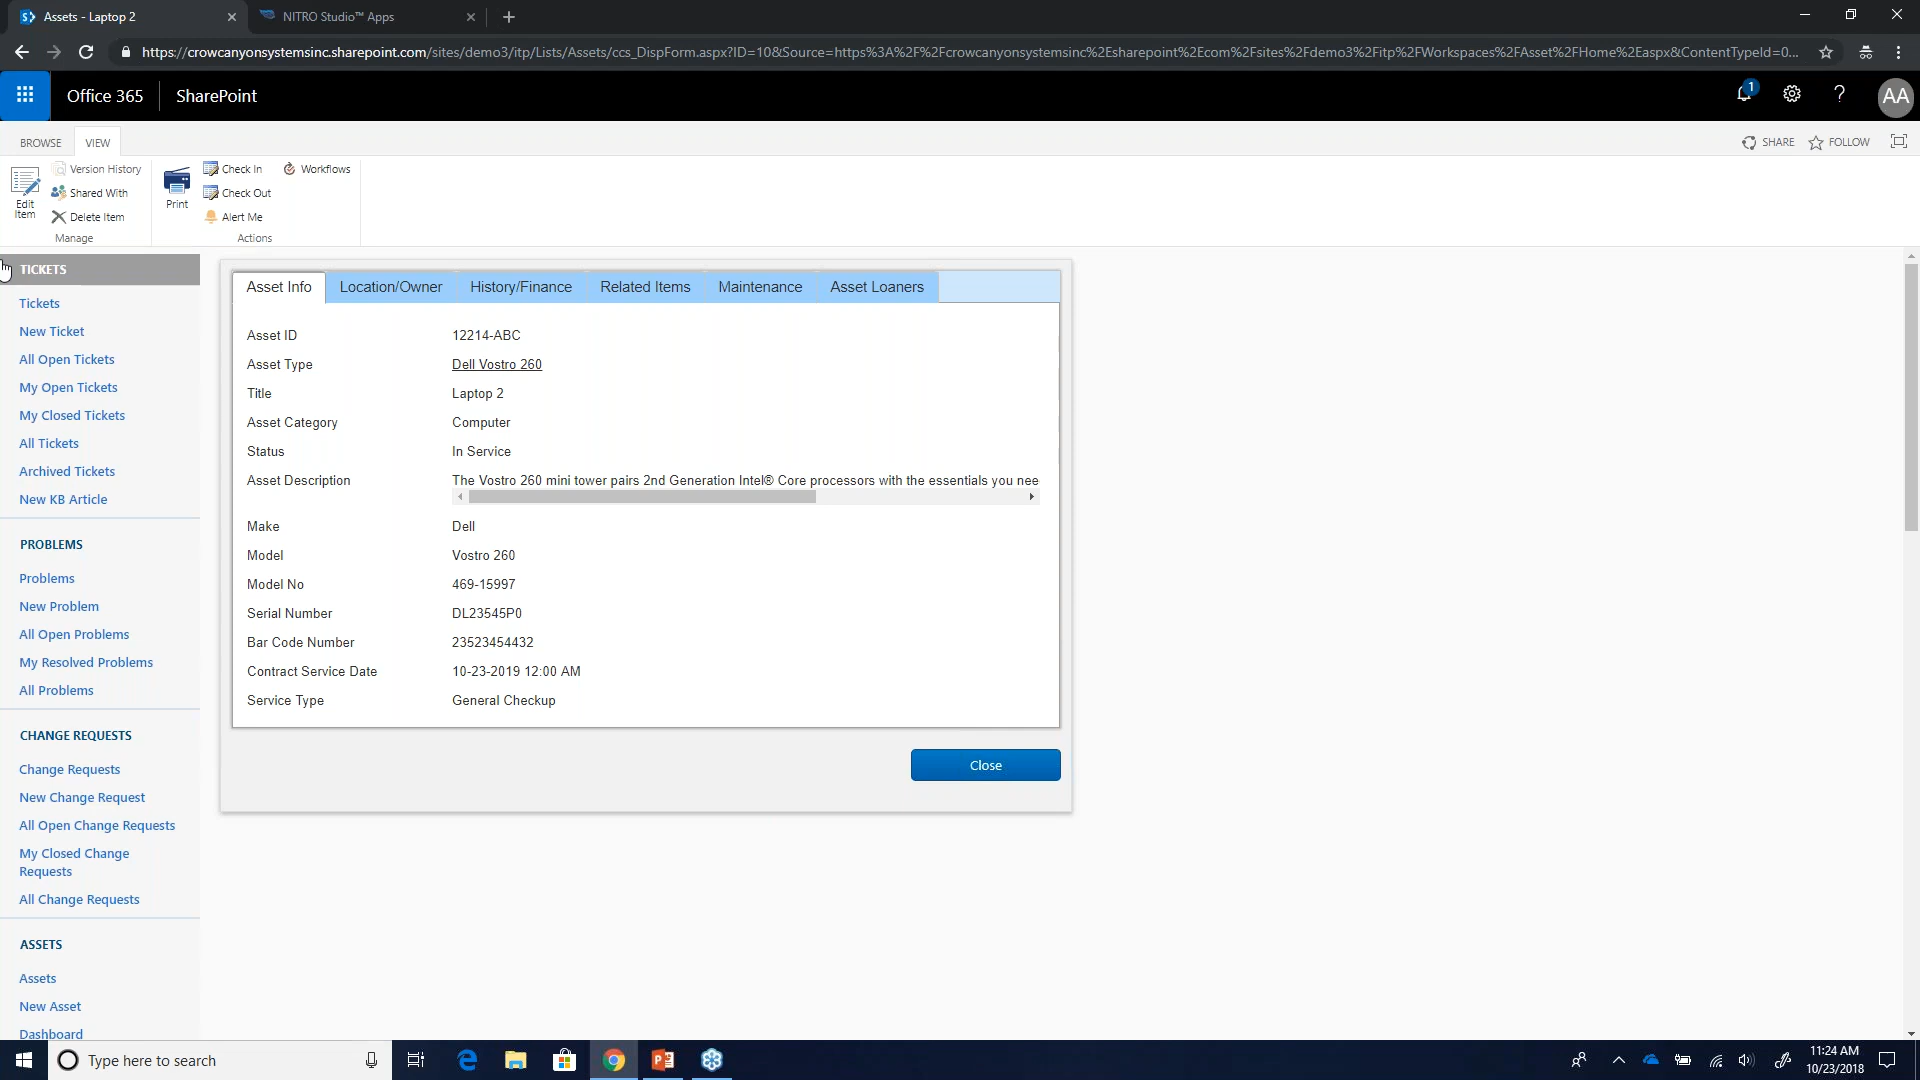 Assets - Laptop 2
NITRO Studio™ Apps
https://crowcanyonsystemsinc.sharepoint.com/sites/demo3/itp/Lists/Assets/ccs_DispForm.aspx?ID=10&Source=https%3A%2F%2Fcrowcanyonsystemsinc%2Esharepoint%2Ecom%2Fsites%2Fdemo3%2Fitp%2FWorkspaces%2FAsset%2FHome%2Easpx&ContentTypeId=0...
Office 365
SharePoint
1
?
AA
BROWSE
VIEW
SHARE
FOLLOW
Edit
Item
Version History
Shared With
Delete Item
Manage
Print
Check In
Check Out
Alert Me
Workflows
Actions
TICKETS
Tickets
New Ticket
All Open Tickets
My Open Tickets
My Closed Tickets
All Tickets
Archived Tickets
New KB Article
PROBLEMS
Problems
New Problem
All Open Problems
My Resolved Problems
All Problems
CHANGE REQUESTS
Change Requests
New Change Request
All Open Change Requests
My Closed Change
Requests
All Change Requests
ASSETS
Assets
New Asset
Dashboard
Asset Info
Location/Owner
History/Finance
Related Items
Maintenance
Asset Loaners
Asset ID 12214-ABC
Asset Type Dell Vostro 260
Title Laptop 2
Asset Category Computer
Status In Service
Asset Description The Vostro 260 mini tower pairs 2nd Generation Intel® Core processors with the essentials you nee
Make Dell
Model Vostro 260
Model No 469-15997
Serial Number DL23545P0
Bar Code Number 23523454432
Contract Service Date 10-23-2019 12:00 AM
Service Type General Checkup
Close
Type here to search
11:24 AM
10/23/2018